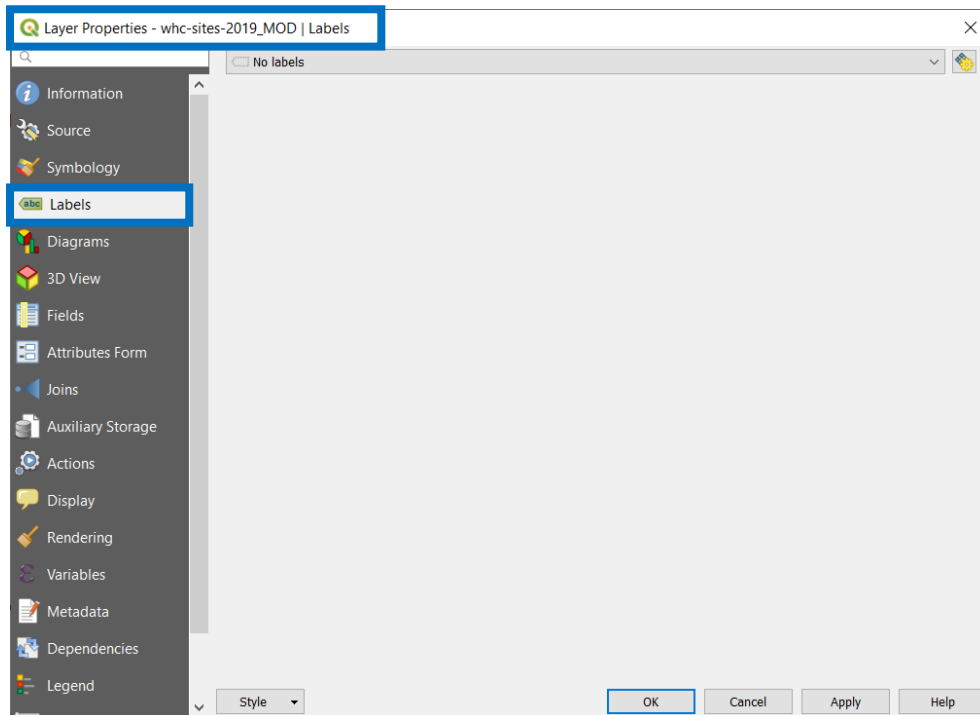 Layer Properties - whc-sites-2019_MOD | Labels
No labels
Information
Source
Symbology
abc Labels
Diagrams
3D View
Fields
Attributes Form
Joins
Auxiliary Storage
Actions
Display
Rendering
Variables
Metadata
Dependencies
Legend
Style OK Cancel Apply Help